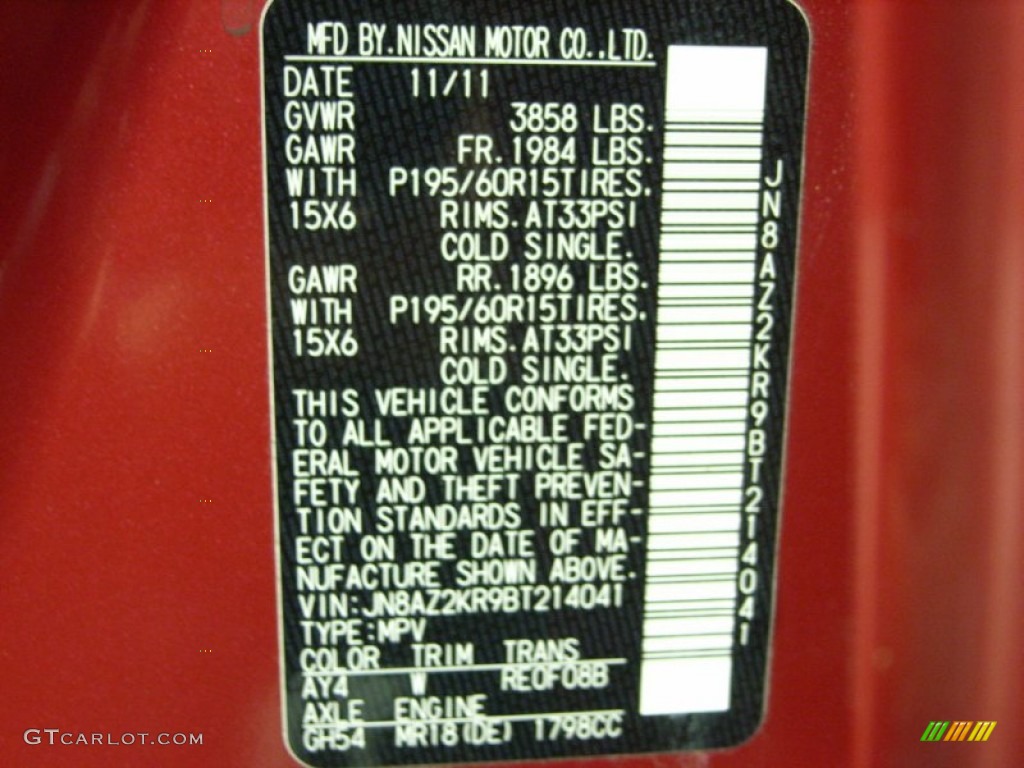 MFD BY.NISSAN MOTOR CO.,LTD.
DATE 11/11
GVWR 3858 LBS.
GAWR FR.1984 LBS.
WITH P195/60R15TIRES.
15X6 RIMS.AT33PSI
COLD SINGLE.
GAWR RR.1896 LBS.
WITH P195/60R15TIRES.
15X6 RIMS.AT33PSI
COLD SINGLE.
THIS VEHICLE CONFORMS
TO ALL APPLICABLE FED-
ERAL MOTOR VEHICLE SA-
FETY AND THEFT PREVEN-
TION STANDARDS IN EFF-
ECT ON THE DATE OF MA-
NUFACTURE SHOWN ABOVE.
VIN:JN8AZ2KR9BT214041
TYPE:MPV
COLOR TRIM TRANS
AY4 W RE0F08B
AXLE ENGINE
GH54 MR18(DE) 1798CC
JN8AZ2KR9BT214041
GTCARLOT.COM